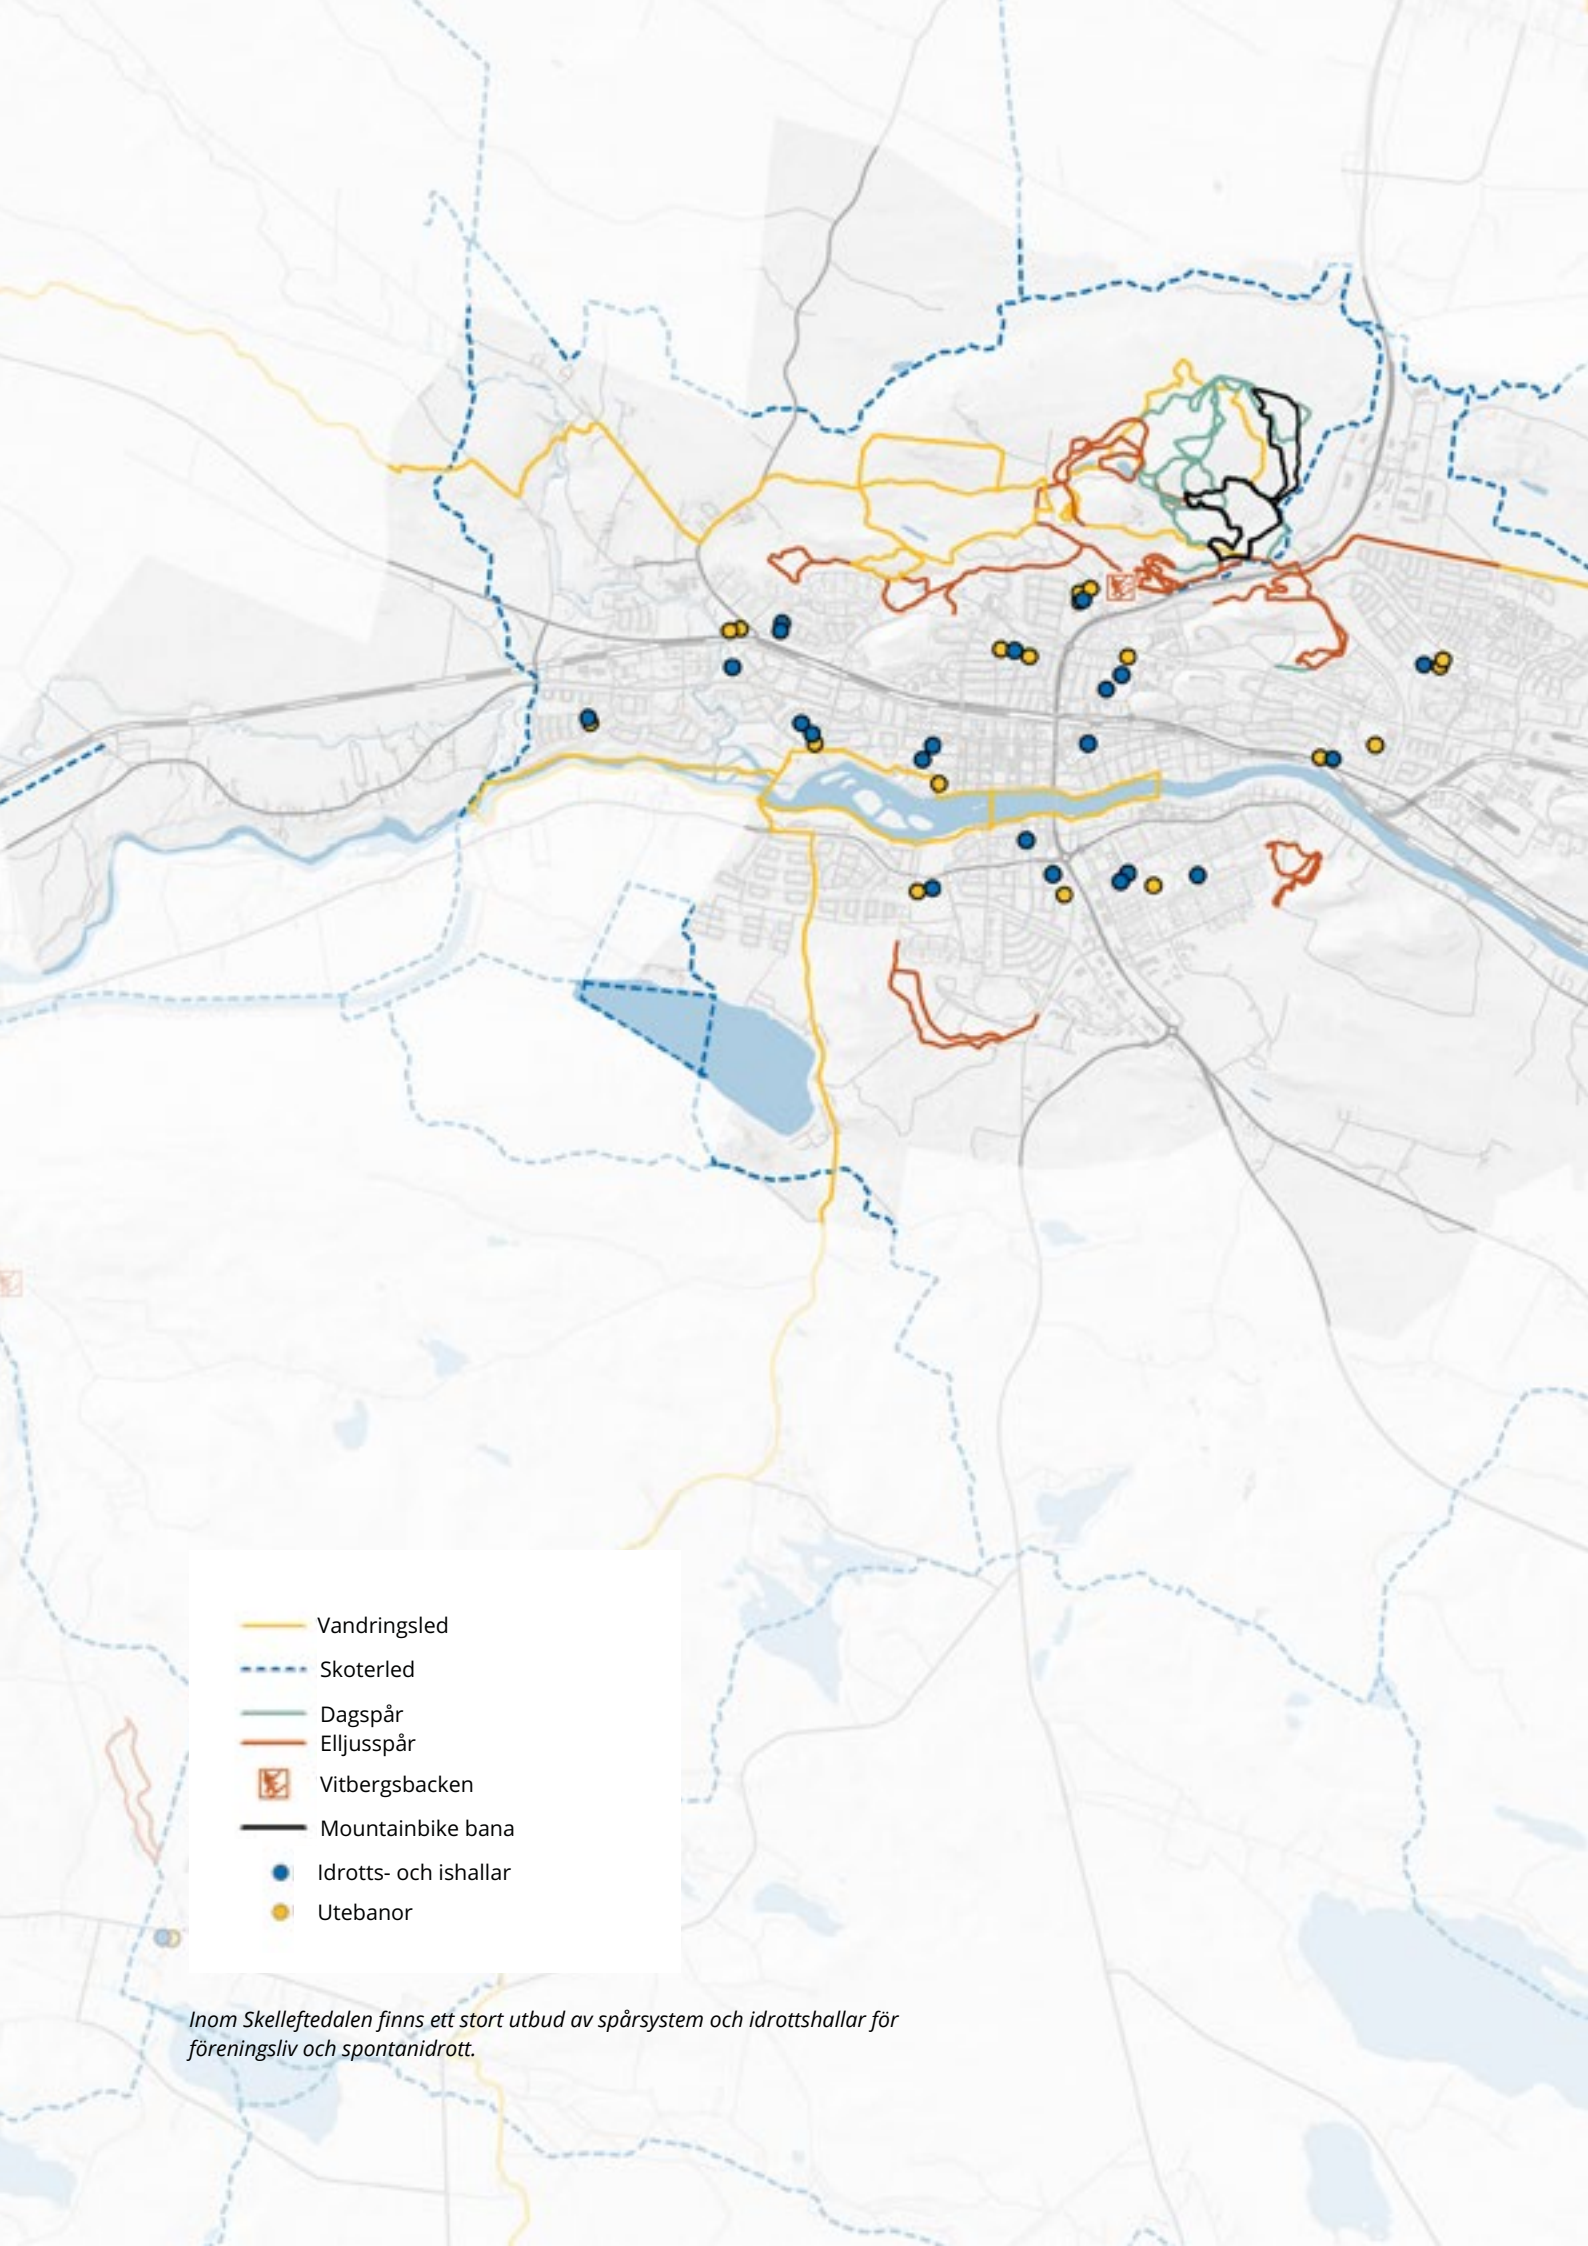 Vandringsled
Skoterled
Dagspår
Elljusspår
Vitbergsbacken
Mountainbike bana
Idrotts- och ishallar
Utebanor
Inom Skelleftedalen finns ett stort utbud av spårsystem och idrottshallar för
föreningsliv och spontanidrott.